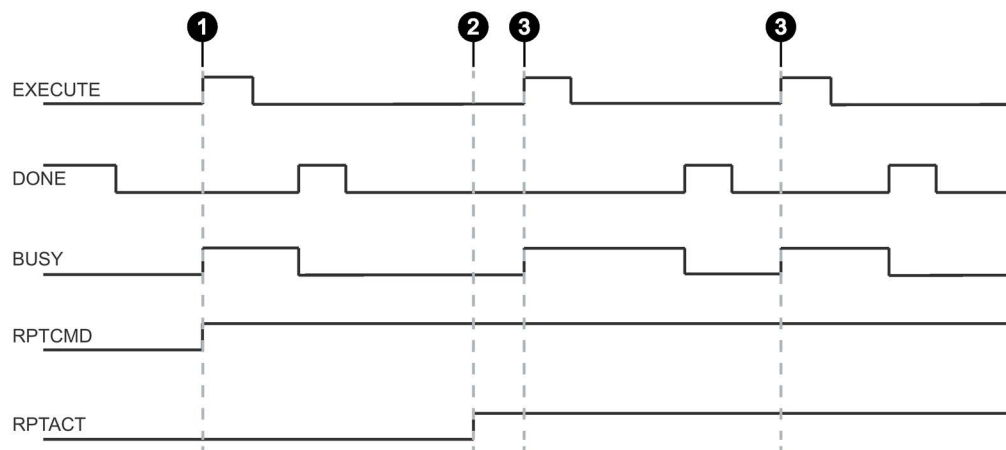 1 2 3 3
EXECUTE
DONE
BUSY
RPTCMD
RPTACT